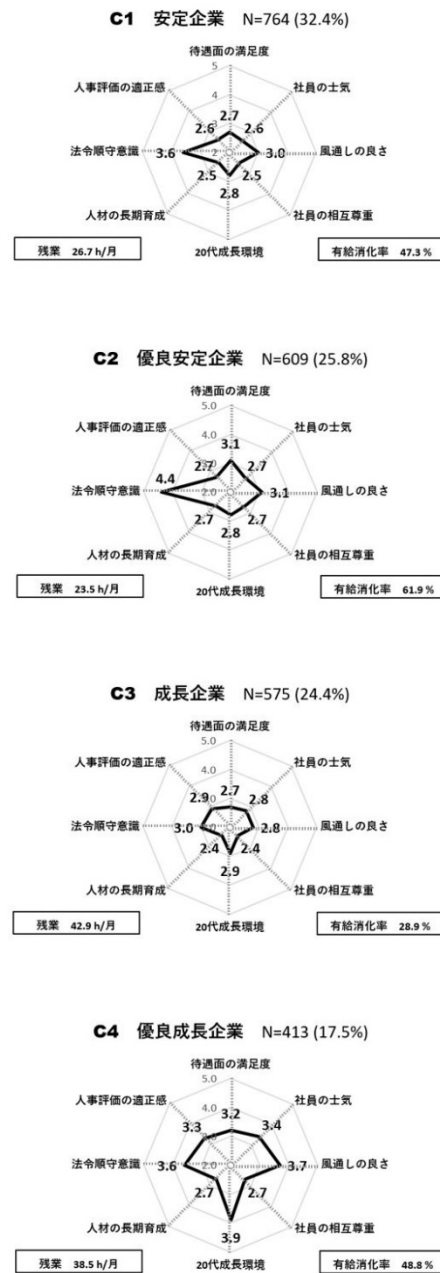 C1 安定企業 N=764 (32.4%)
待遇面の満足度
5
人事評価の適正感
社員の士気
4
2.7
2.6
2.6
法令順守意識
3.6
2
3.0
風通しの良さ
2.5
2.5
2.8
人材の長期育成
社員の相互尊重
20代成長環境
残業 26.7 h/月
有給消化率 47.3 %
C2 優良安定企業 N=609 (25.8%)
待遇面の満足度
5.0
人事評価の適正感
社員の士気
4.0
3.1
3.0
2.7
2.7
4.4
法令順守意識
2.0
3.1
風通しの良さ
2.7
2.7
2.8
人材の長期育成
社員の相互尊重
20代成長環境
残業 23.5 h/月
有給消化率 61.9 %
C3 成長企業 N=575 (24.4%)
待遇面の満足度
5.0
人事評価の適正感
社員の士気
4.0
2.7
2.9
3.0
2.8
法令順守意識
3.0
2.0
2.8
風通しの良さ
2.4
2.4
2.9
人材の長期育成
社員の相互尊重
20代成長環境
残業 42.9 h/月
有給消化率 28.9 %
C4 優良成長企業 N=413 (17.5%)
待遇面の満足度
5.0
人事評価の適正感
社員の士気
4.0
3.2
3.3
3.0
3.4
法令順守意識
3.6
2.0
3.7
風通しの良さ
2.7
2.7
人材の長期育成
社員の相互尊重
3.9
20代成長環境
残業 38.5 h/月
有給消化率 48.8 %